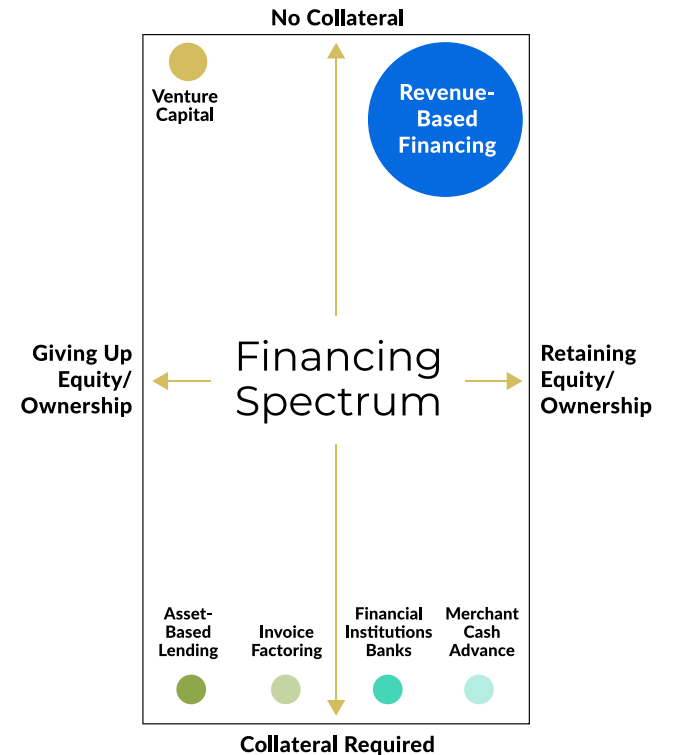 No Collateral
Venture
Capital
Revenue-
Based
Financing
Giving Up
Equity/
Ownership
Financing
Spectrum
Retaining
Equity/
Ownership
Asset-
Based
Lending
Invoice
Factoring
Financial
Institutions
Banks
Merchant
Cash
Advance
Collateral Required